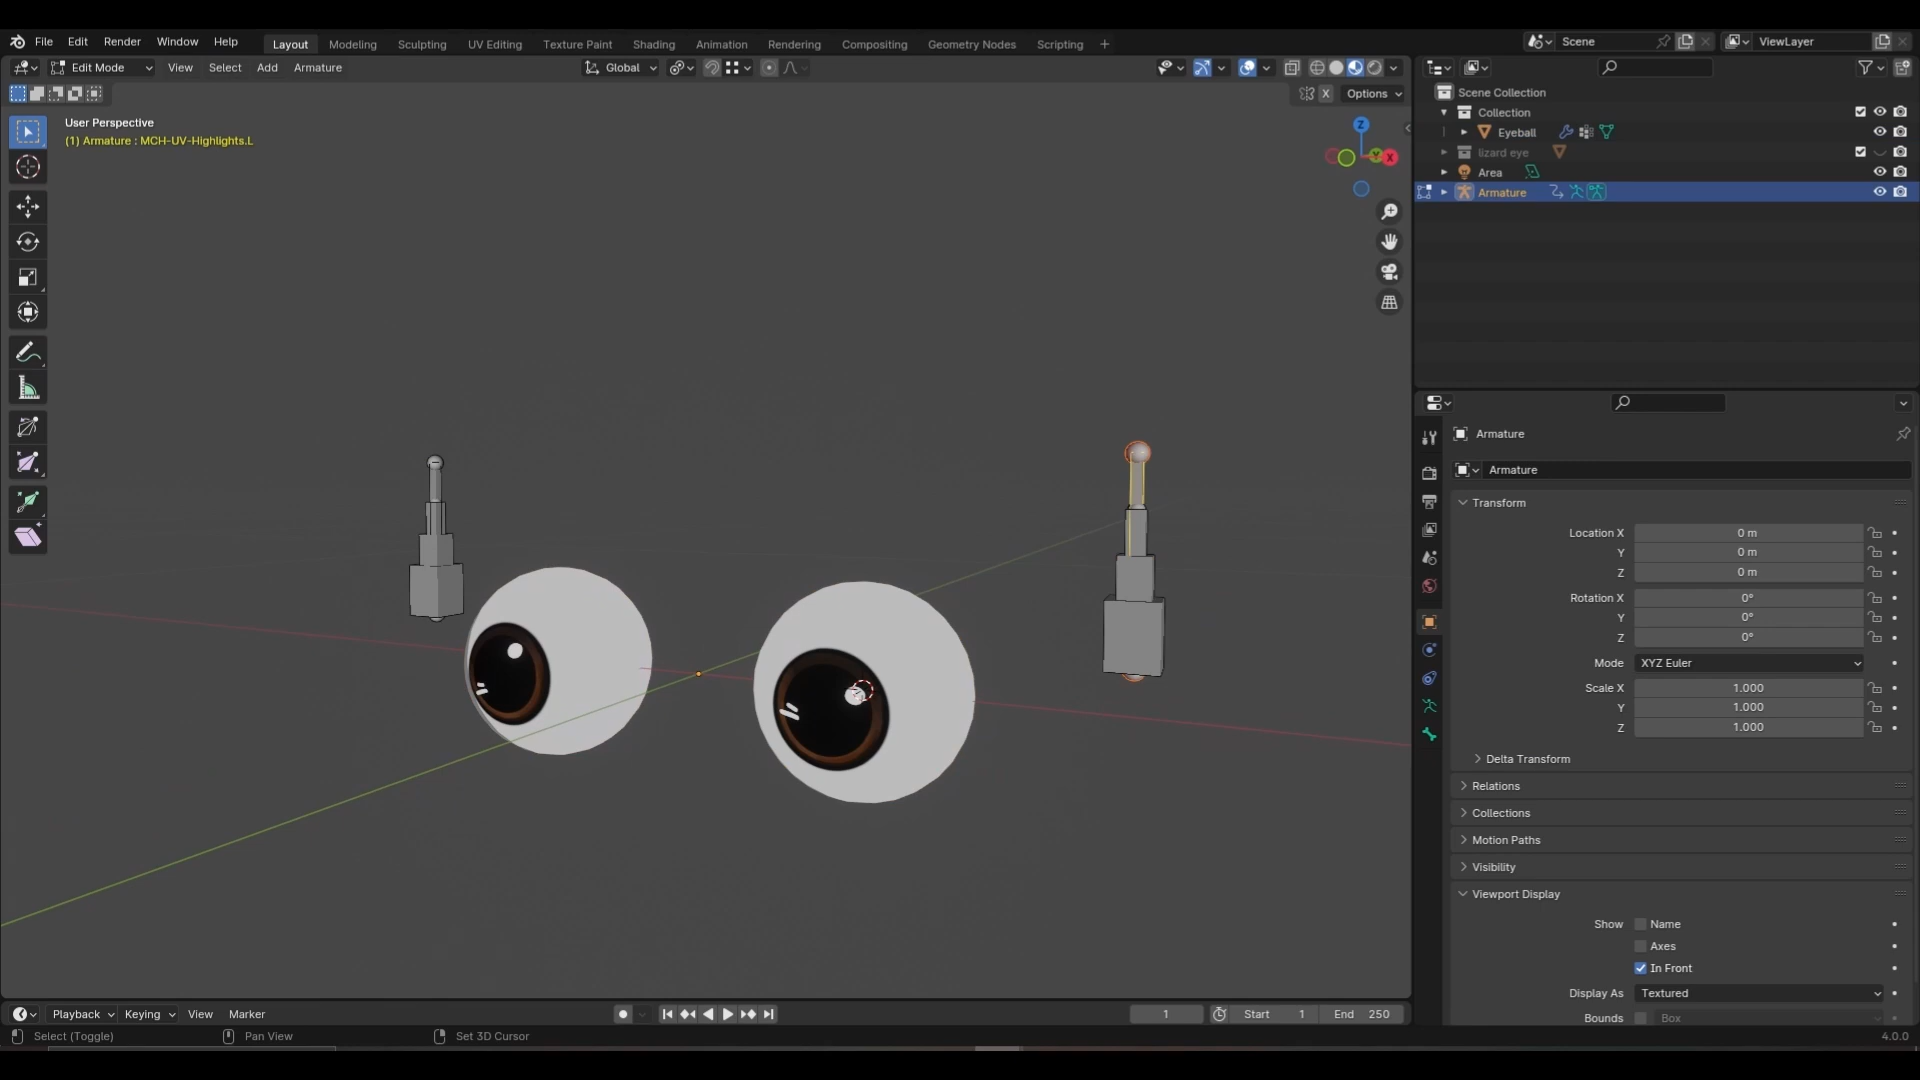 File Edit Render Window Help Layout Modeling Sculpting UV Editing Texture Paint Shading Animation Rendering Compositing Geometry Nodes Scripting + Scene ViewLayer
Edit Mode View Select Add Armature Global
X Options
User Perspective
(1) Armature : MCH-UV-Highlights.L
Z
Y X
Scene Collection
Collection
Eyeball
lizard eye
Area
Armature
Armature
Armature
Transform
Location X 0 m
Y 0 m
Z 0 m
Rotation X 0°
Y 0°
Z 0°
Mode XYZ Euler
Scale X 1.000
Y 1.000
Z 1.000
Delta Transform
Relations
Collections
Motion Paths
Visibility
Viewport Display
Show Name
Axes
In Front
Display As Textured
Bounds Box
Playback Keying View Marker 1 Start 1 End 250
Select (Toggle) Pan View Set 3D Cursor 4.0.0